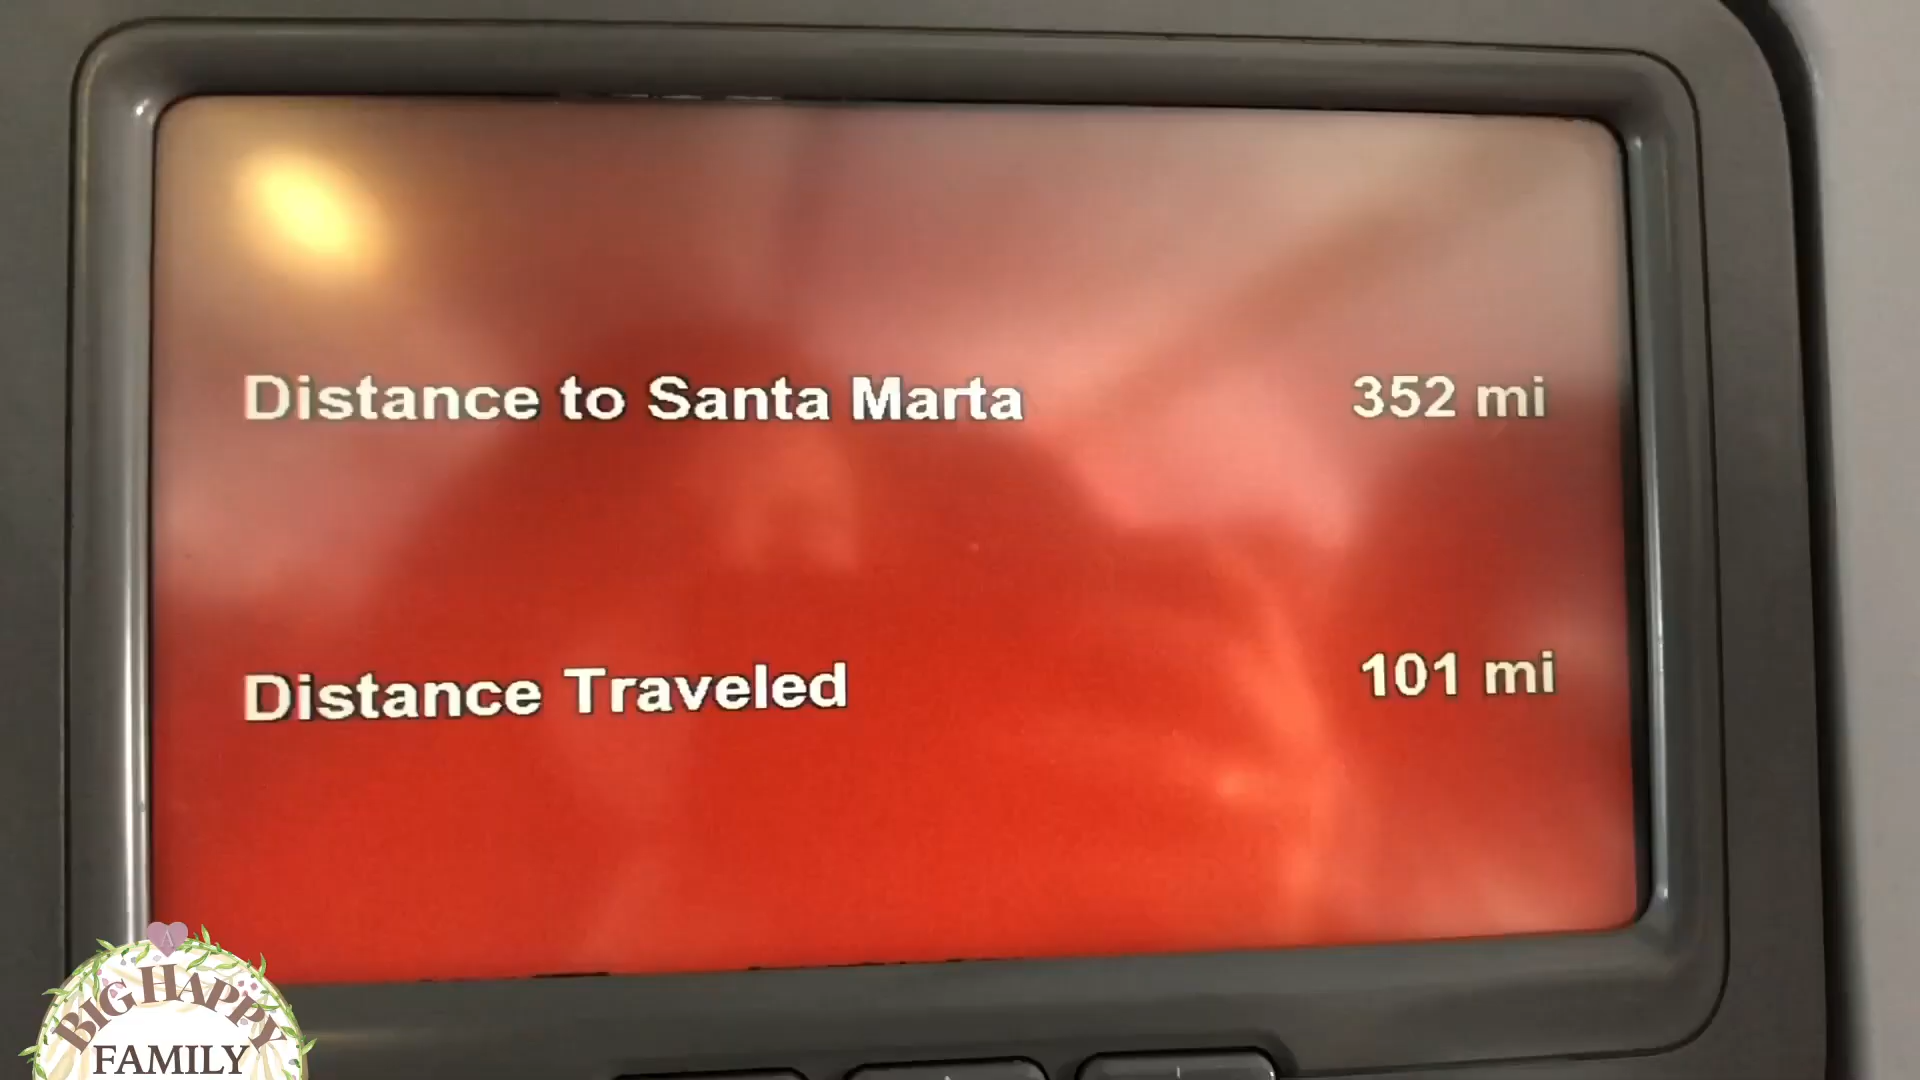 Distance to Santa Marta 352 mi
Distance Traveled 101 mi
A
BIG HAPPY
FAMILY